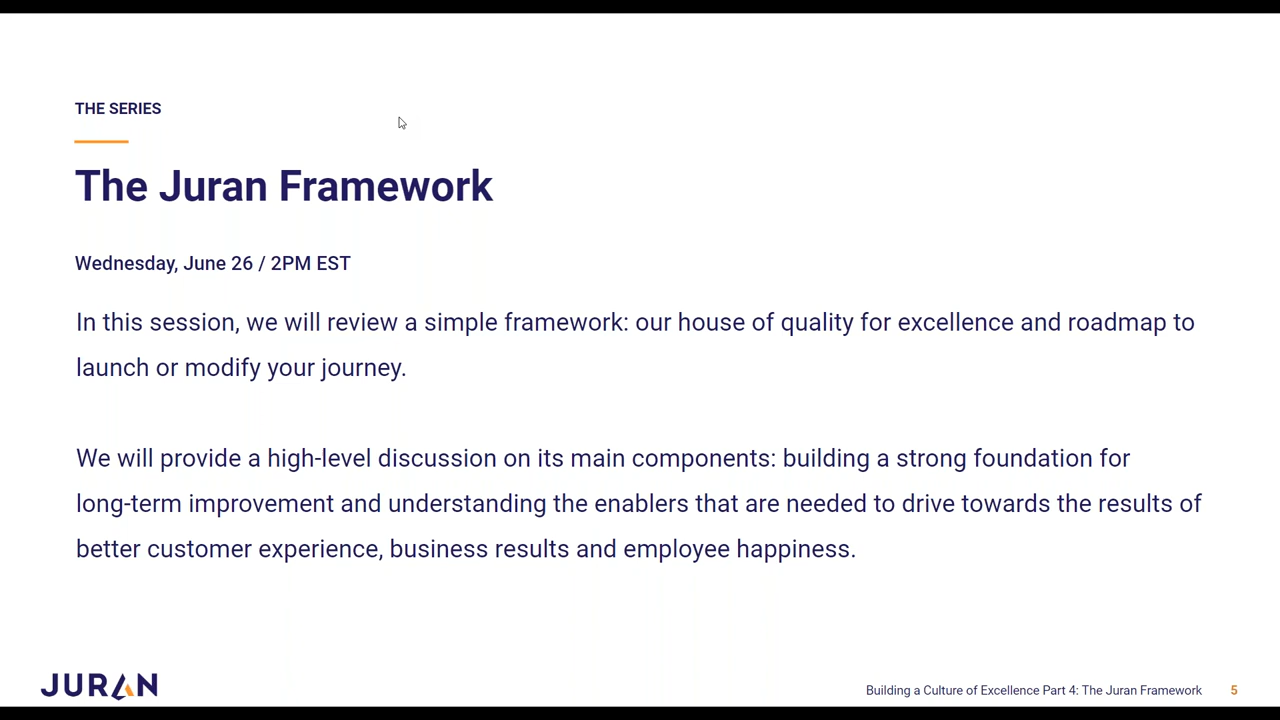 THE SERIES
The Juran Framework
Wednesday, June 26 / 2PM EST
In this session, we will review a simple framework: our house of quality for excellence and roadmap to
launch or modify your journey.
We will provide a high-level discussion on its main components: building a strong foundation for
long-term improvement and understanding the enablers that are needed to drive towards the results of
better customer experience, business results and employee happiness.
JURAN
Building a Culture of Excellence Part 4: The Juran Framework 5